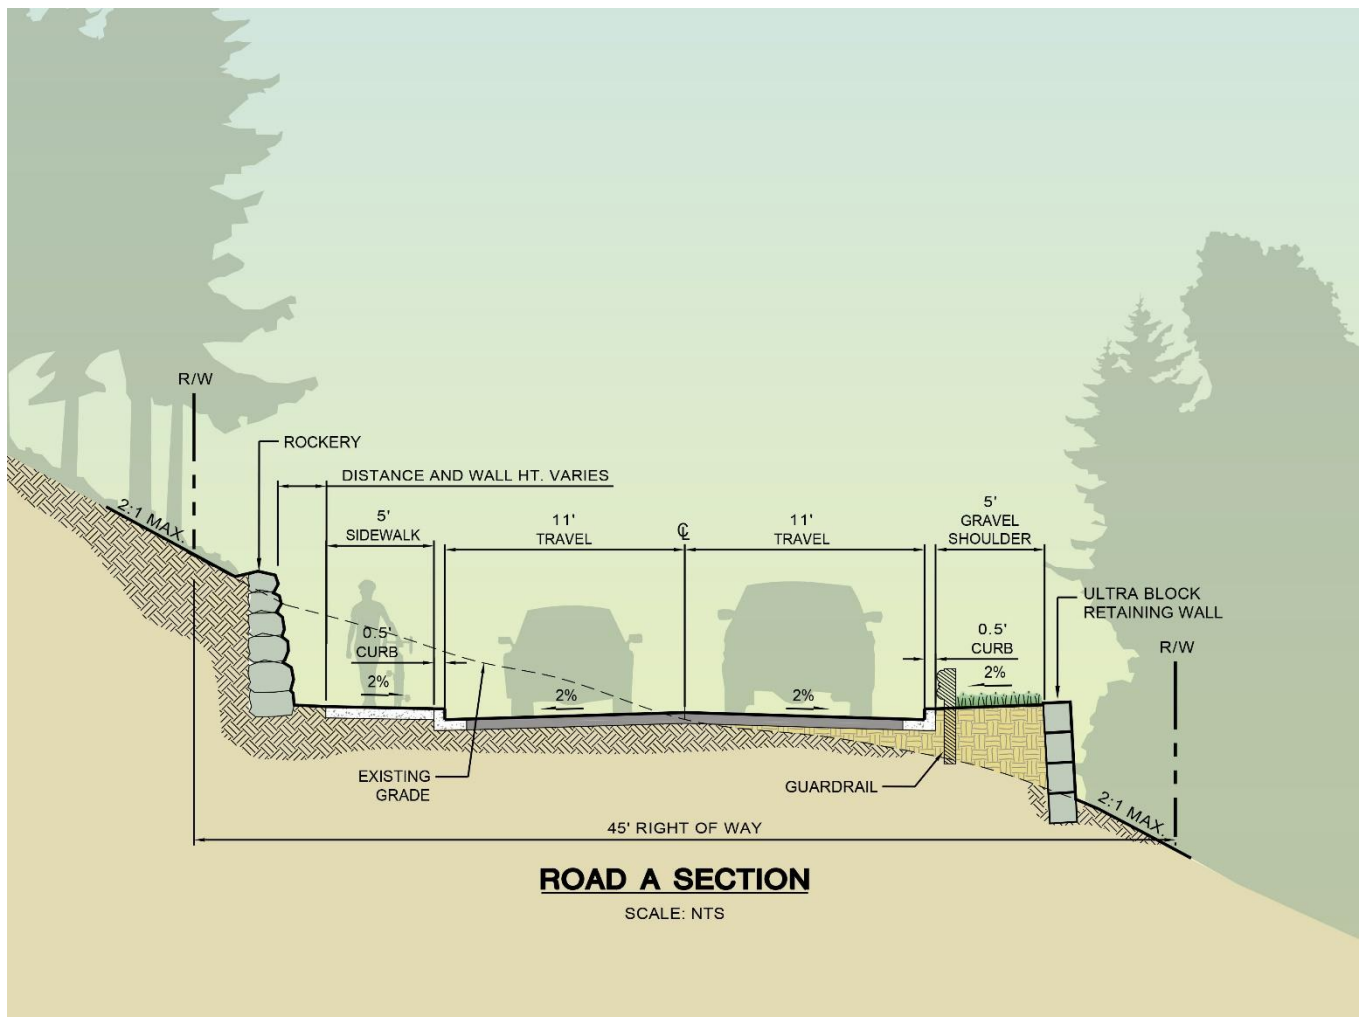 R/W
ROCKERY
DISTANCE AND WALL HT. VARIES
2:1 MAX.
5'
SIDEWALK
11'
TRAVEL
℄
11'
TRAVEL
5'
GRAVEL
SHOULDER
ULTRA BLOCK
RETAINING WALL
R/W
0.5'
CURB
0.5'
CURB
2%
2%
2%
2%
EXISTING
GRADE
GUARDRAIL
2:1 MAX.
45' RIGHT OF WAY
ROAD A SECTION
SCALE: NTS